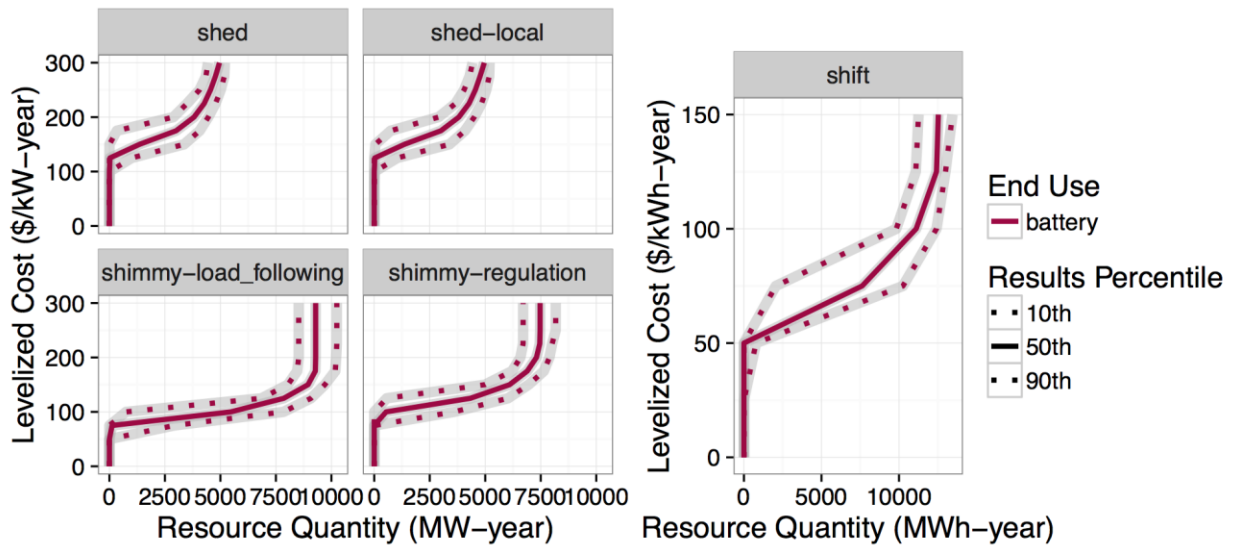 shed
shed-local
300
200
100
0
shimmy-load_following
shimmy-regulation
300
200
100
0
Levelized Cost ($/kW-year)
0
2500
5000
7500
10000
0
2500
5000
7500
10000
Resource Quantity (MW-year)
shift
150
100
50
0
Levelized Cost ($/kWh-year)
0
5000
10000
Resource Quantity (MWh-year)
End Use
battery
Results Percentile
10th
50th
90th